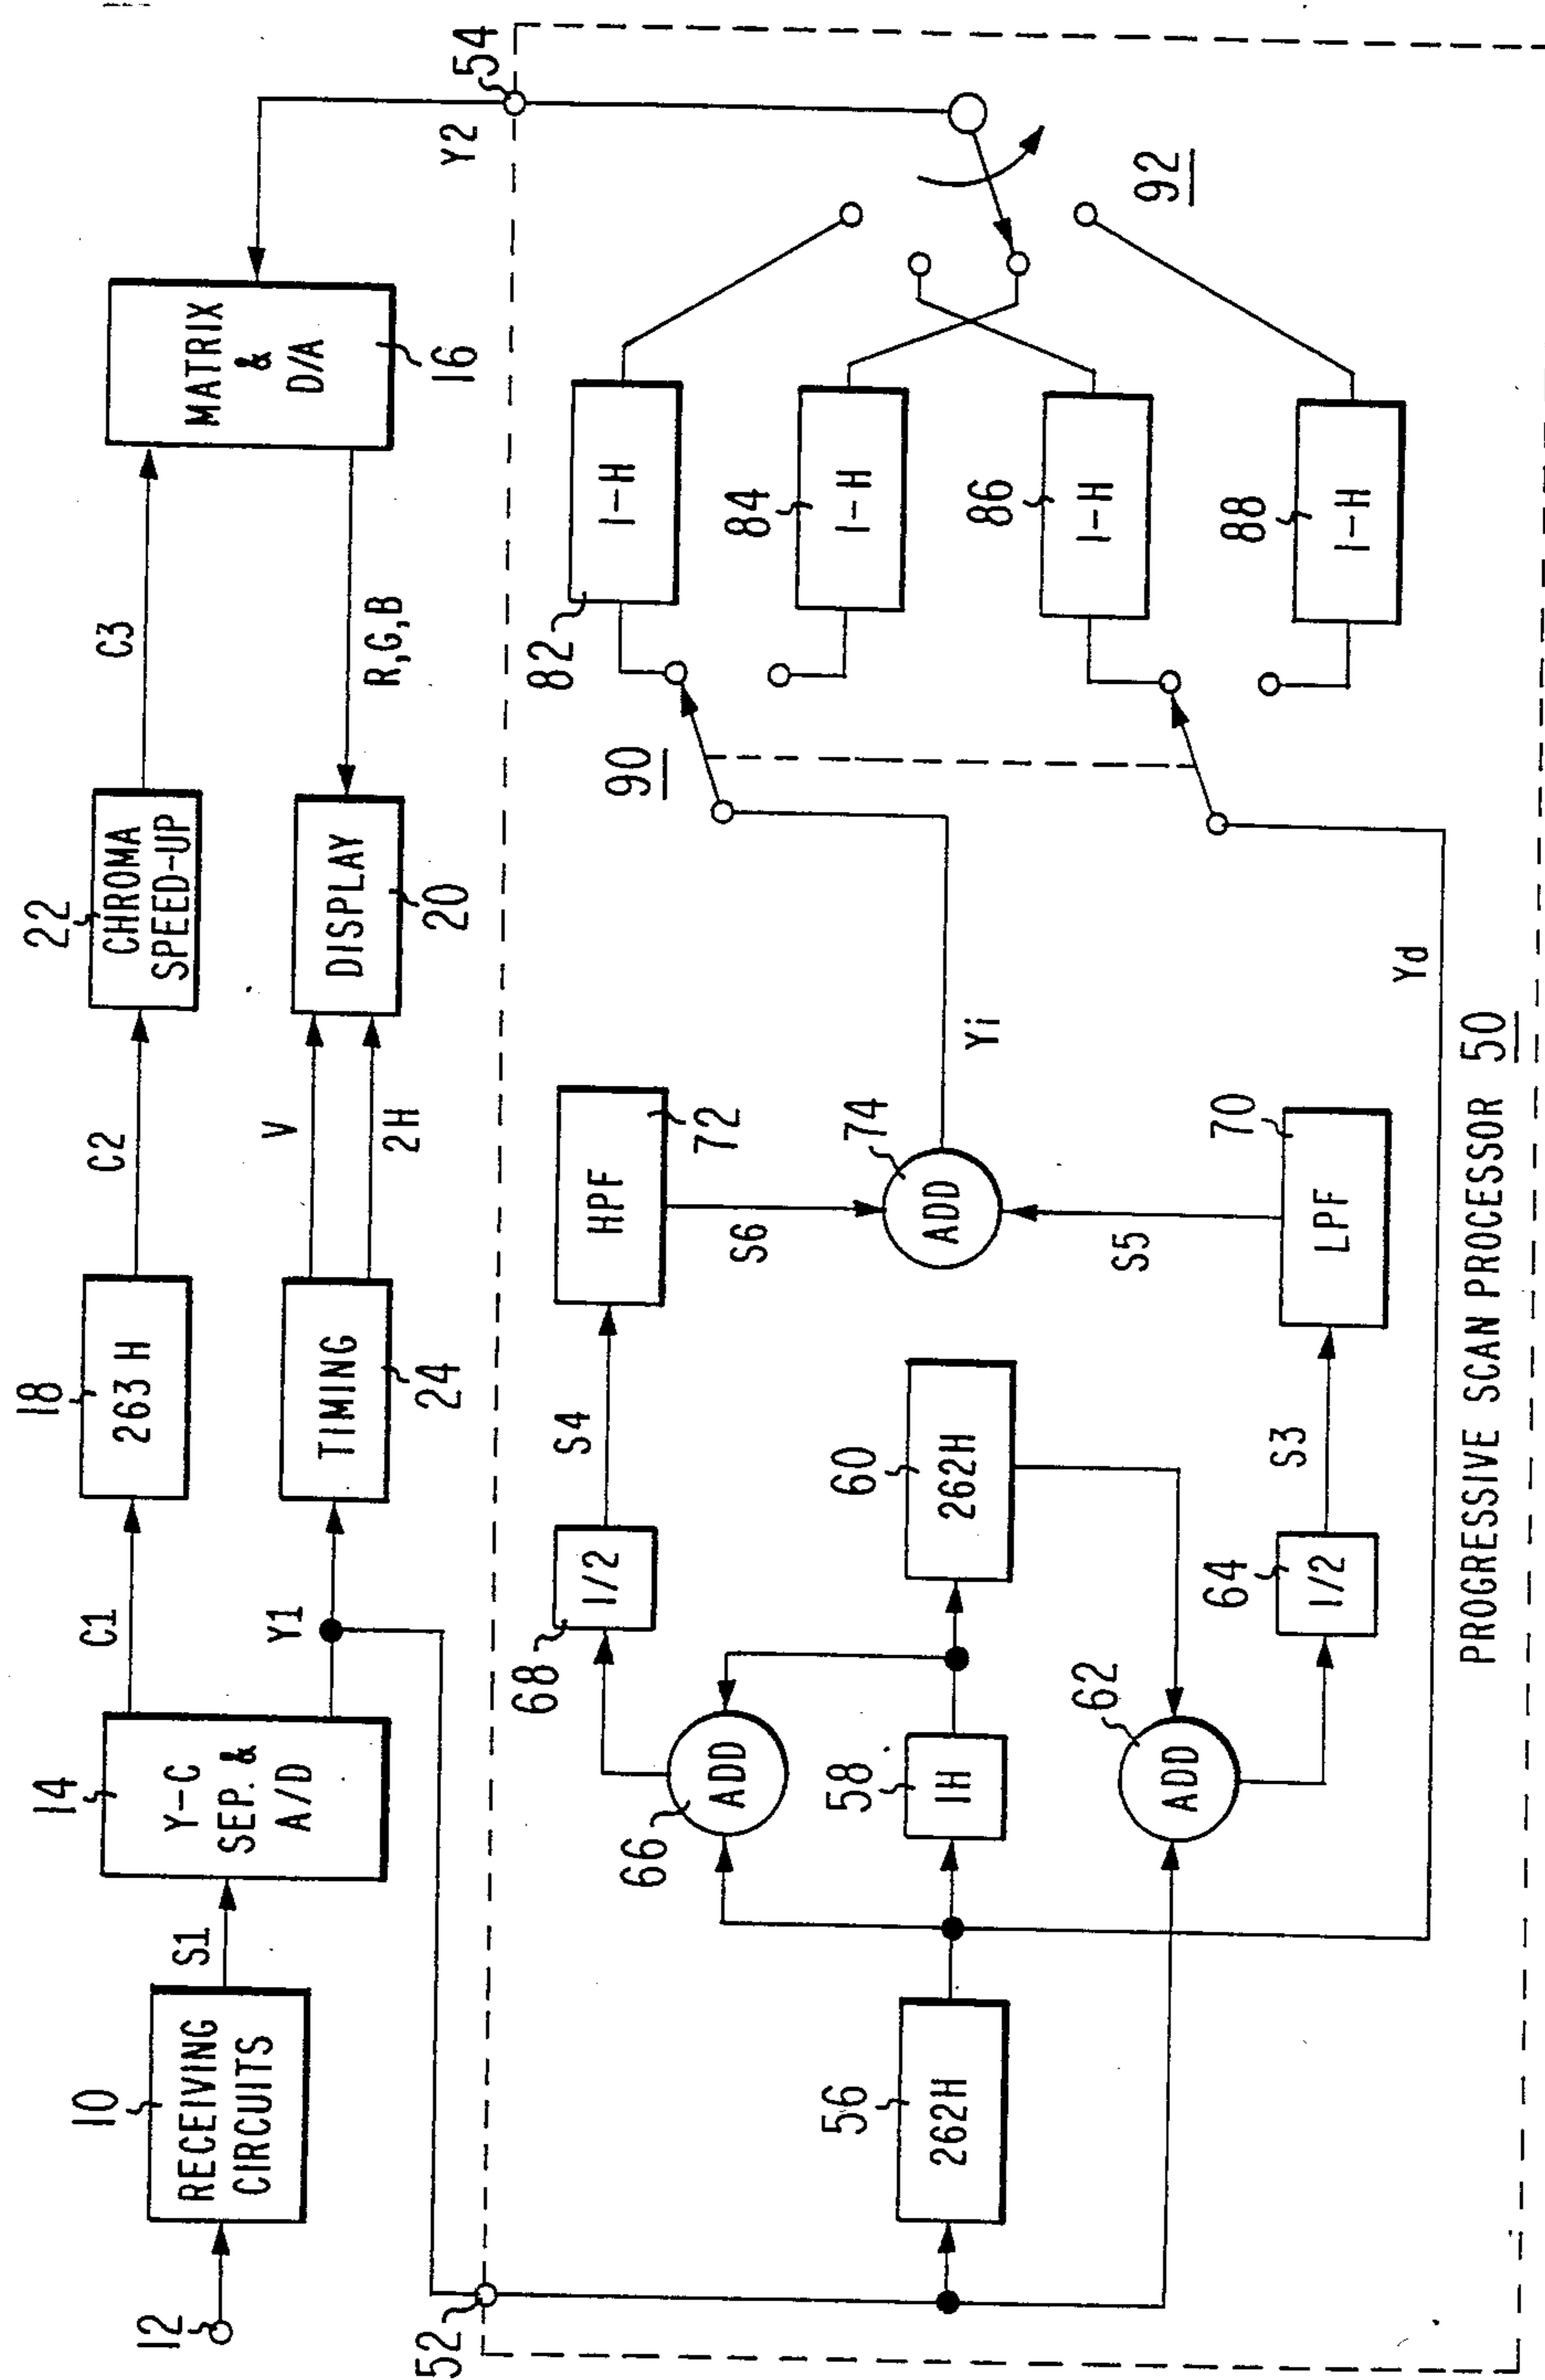 12
10
RECEIVING
CIRCUITS
S1
14
Y-C
SEP. &
A/D
C1
Y1
18
263 H
C2
22
CHROMA
SPEED-UP
C3
MATRIX
&
D/A
16
TIMING
24
V
2H
DISPLAY
20
R,G,B
Y2
54
52
56
262H
66
ADD
58
1H
62
ADD
68
1/2
S4
60
262H
64
1/2
S3
HPF
72
S6
74
ADD
S5
70
LPF
Yi
Yd
90
82
1-H
84
1-H
86
1-H
88
1-H
92
PROGRESSIVE SCAN PROCESSOR 50